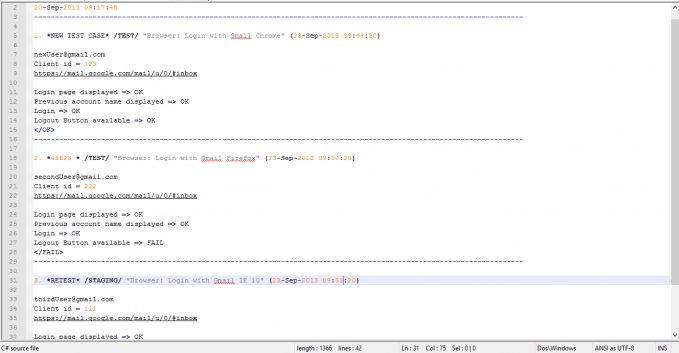 2 20-Sep-2013 09:17:48
3 ----------------------------------------------------------------------
4
5 1. *NEW TEST CASE* /TEST/ "Browser: Login with Gmail Chrome" (23-Sep-2013 09:44:20)
6
7 newUser@gmail.com
8 Client id = 123
9 https://mail.google.com/mail/u/0/#inbox
10
11 Login page displayed => OK
12 Previous account name displayed => OK
13 Login => OK
14 Logout Button available => OK
15 </OK>
16 ----------------------------------------------------------------------
17
18 2. *45623 * /TEST/ "Browser: Login with Gmail Firefox" (23-Sep-2013 09:50:20)
19
20 secondUser@gmail.com
21 Client id = 222
22 https://mail.google.com/mail/u/0/#inbox
23
24 Login page displayed => OK
25 Previous account name displayed => OK
26 Login => OK
27 Logout Button available => FAIL
28 </FAIL>
29 ----------------------------------------------------------------------
30
31 3. *RETEST* /STAGING/ "Browser: Login with Gmail IE 10" (23-Sep-2013 09:55:20)
32
33 thirdUser@gmail.com
34 Client id = 111
35 https://mail.google.com/mail/u/0/#inbox
36
37 Login page displayed => OK
C# source file length : 1366 lines : 42 Ln : 31 Col : 75 Sel : 0 | 0 Dos\Windows ANSI as UTF-8 INS